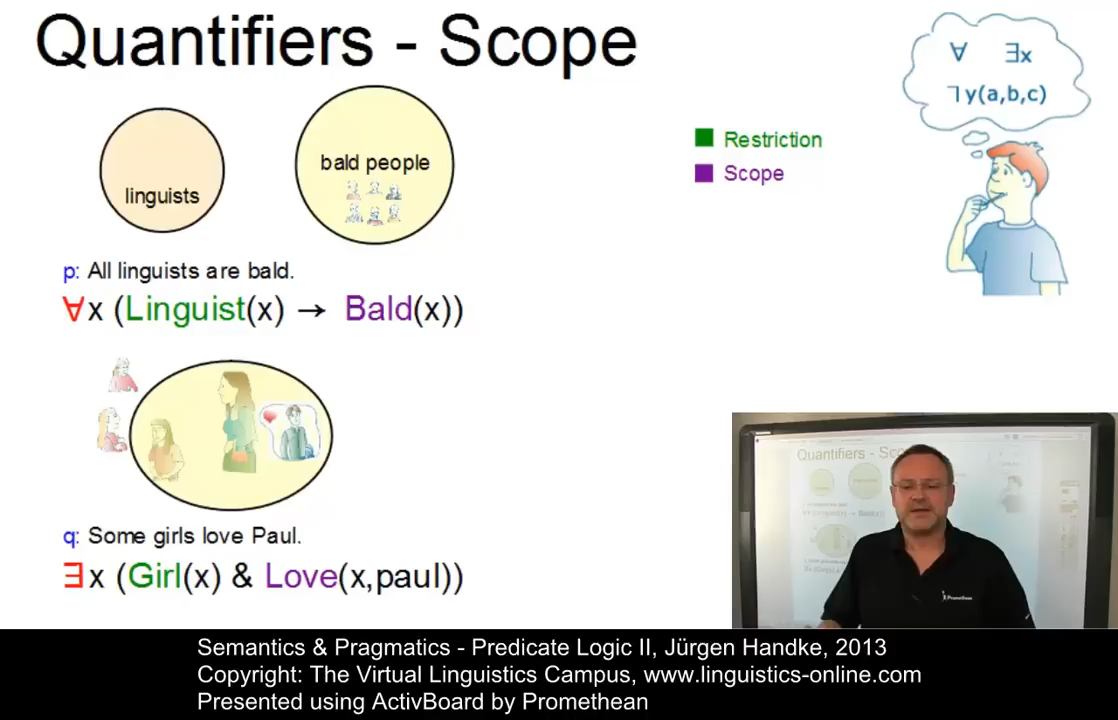 Quantifiers - Scope
∀ ∃x
ᒣy(a,b,c)
linguists
bald people
Restriction
Scope
p: All linguists are bald.
∀x (Linguist(x) → Bald(x))
q: Some girls love Paul.
∃x (Girl(x) & Love(x,paul))
Quantifiers - Sco
Promethean
Semantics & Pragmatics - Predicate Logic II, Jürgen Handke, 2013
Copyright: The Virtual Linguistics Campus, www.linguistics-online.com
Presented using ActivBoard by Promethean